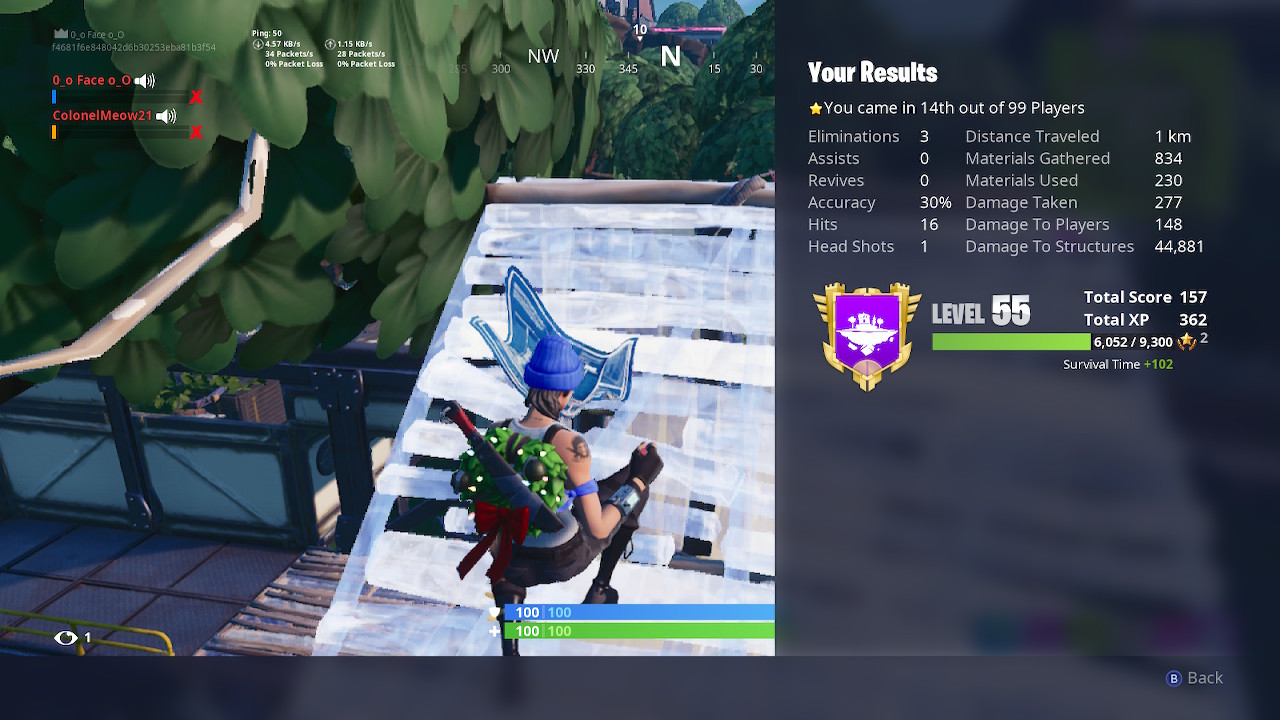 0_o Face o_O
f4681f6e848042d6b30253eba81b3f54
0_o Face o_O
ColonelMeow21
Ping: 50
4.57 KB/s 1.15 KB/s
34 Packets/s 28 Packets/s
0% Packet Loss 0% Packet Loss
10
285 300 NW 330 345 N 15 30
100 | 100
100 | 100
1
Your Results
You came in 14th out of 99 Players
Eliminations 3 Distance Traveled 1 km
Assists 0 Materials Gathered 834
Revives 0 Materials Used 230
Accuracy 30% Damage Taken 277
Hits 16 Damage To Players 148
Head Shots 1 Damage To Structures 44,881
LEVEL 55
Total Score 157
Total XP 362
6,052 / 9,300 2
Survival Time +102
B Back